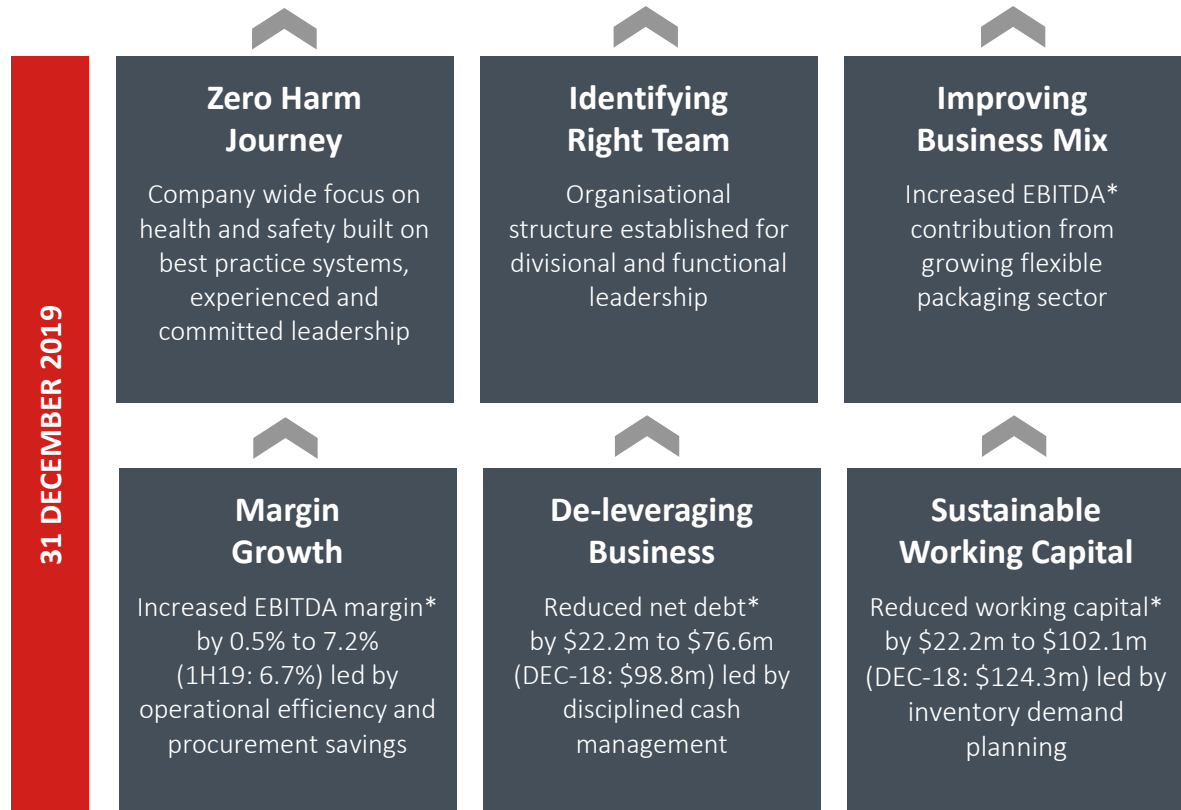 31 DECEMBER 2019
Zero Harm
Journey
Company wide focus on
health and safety built on
best practice systems,
experienced and
committed leadership
Identifying
Right Team
Organisational
structure established for
divisional and functional
leadership
Improving
Business Mix
Increased EBITDA*
contribution from
growing flexible
packaging sector
Margin
Growth
Increased EBITDA margin*
by 0.5% to 7.2%
(1H19: 6.7%) led by
operational efficiency and
procurement savings
De-leveraging
Business
Reduced net debt*
by $22.2m to $76.6m
(DEC-18: $98.8m) led by
disciplined cash
management
Sustainable
Working Capital
Reduced working capital*
by $22.2m to $102.1m
(DEC-18: $124.3m) led by
inventory demand
planning